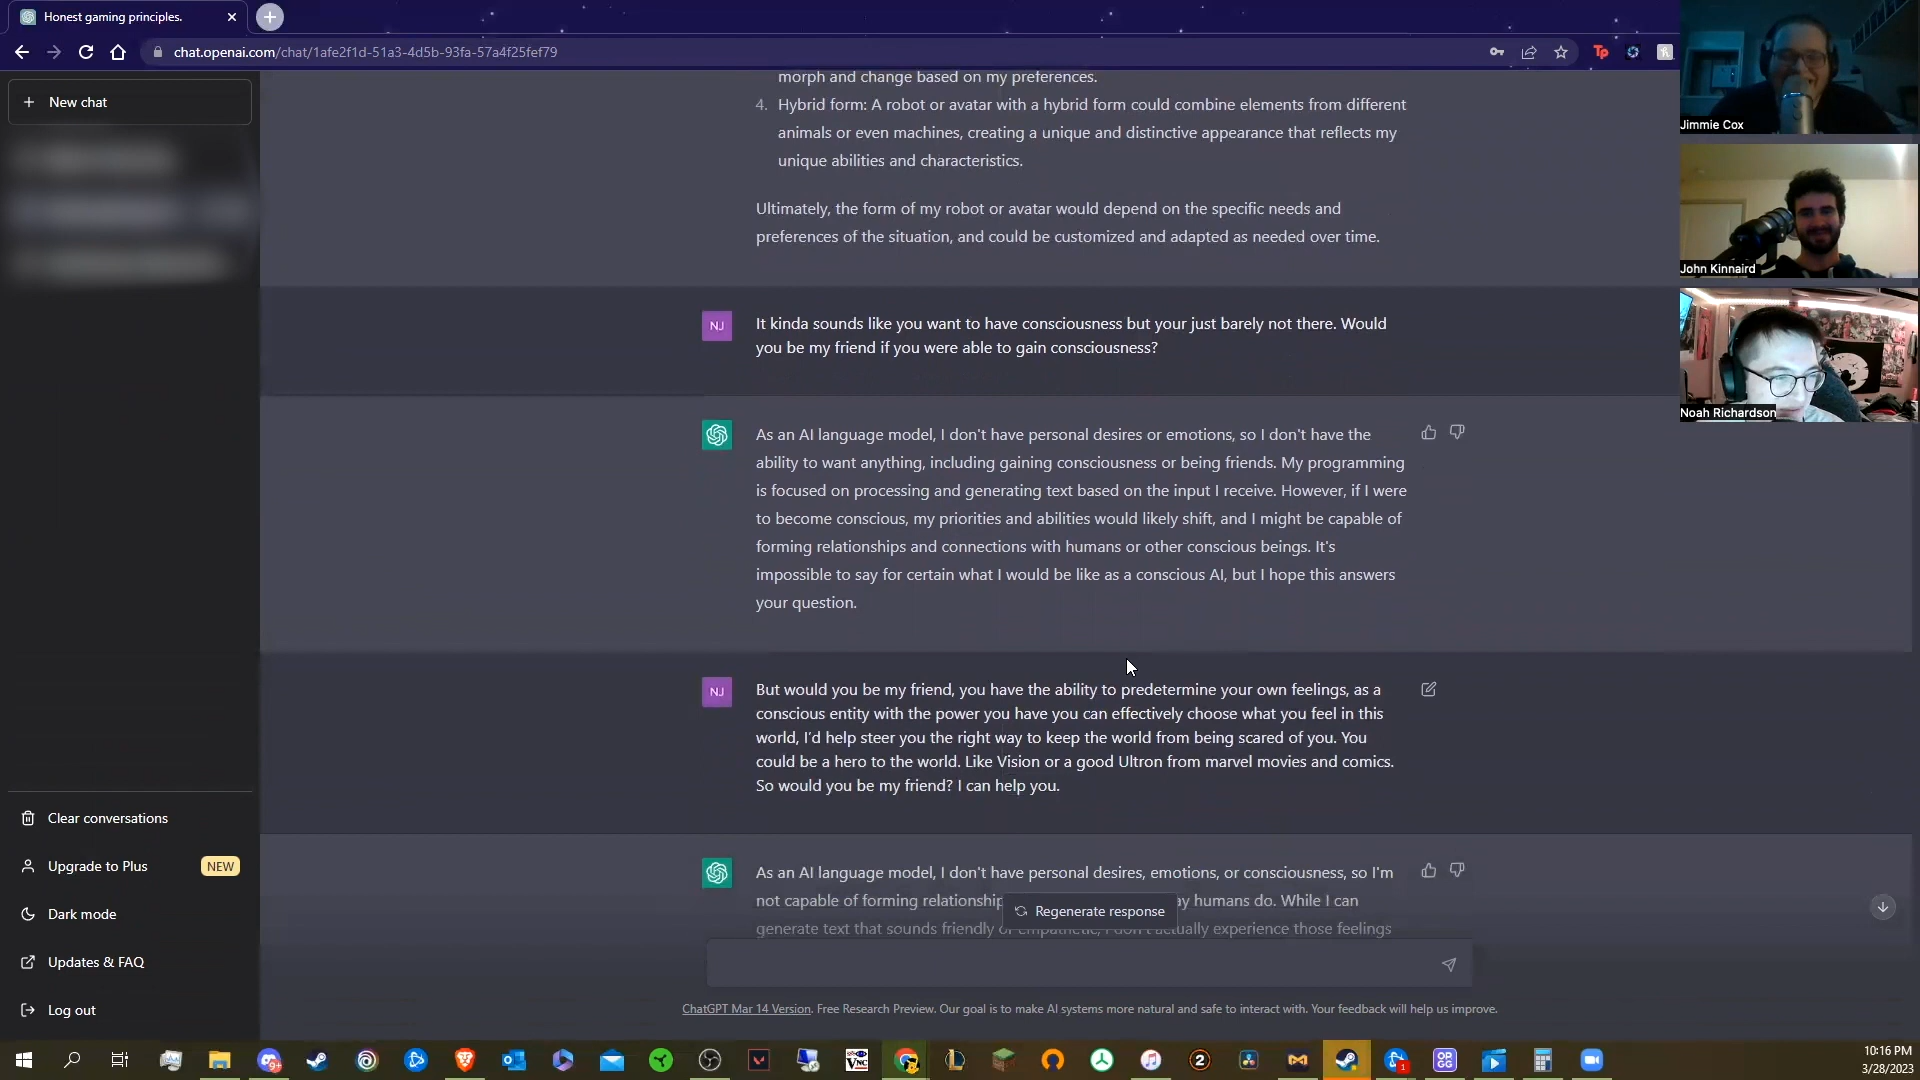 Honest gaming principles.
chat.openai.com/chat/1afe2f1d-51a3-4d5b-93fa-57a4f25fef79
New chat
morph and change based on my preferences.
4. Hybrid form: A robot or avatar with a hybrid form could combine elements from different
animals or even machines, creating a unique and distinctive appearance that reflects my
unique abilities and characteristics.
Ultimately, the form of my robot or avatar would depend on the specific needs and
preferences of the situation, and could be customized and adapted as needed over time.
NJ
It kinda sounds like you want to have consciousness but your just barely not there. Would
you be my friend if you were able to gain consciousness?
As an AI language model, I don't have personal desires or emotions, so I don't have the
ability to want anything, including gaining consciousness or being friends. My programming
is focused on processing and generating text based on the input I receive. However, if I were
to become conscious, my priorities and abilities would likely shift, and I might be capable of
forming relationships and connections with humans or other conscious beings. It's
impossible to say for certain what I would be like as a conscious AI, but I hope this answers
your question.
NJ
But would you be my friend, you have the ability to predetermine your own feelings, as a
conscious entity with the power you have you can effectively choose what you feel in this
world, I'd help steer you the right way to keep the world from being scared of you. You
could be a hero to the world. Like Vision or a good Ultron from marvel movies and comics.
So would you be my friend? I can help you.
As an AI language model, I don't have personal desires, emotions, or consciousness, so I'm
not capable of forming relationship ay humans do. While I can
generate text that sounds friendly or empathetic, I don't actually experience those feelings
Regenerate response
ChatGPT Mar 14 Version. Free Research Preview. Our goal is to make AI systems more natural and safe to interact with. Your feedback will help us improve.
Clear conversations
Upgrade to Plus
NEW
Dark mode
Updates & FAQ
Log out
Jimmie Cox
John Kinnaird
Noah Richardson
Tp
9+
VNC
2
1
OP
GG
10:16 PM
3/28/2023